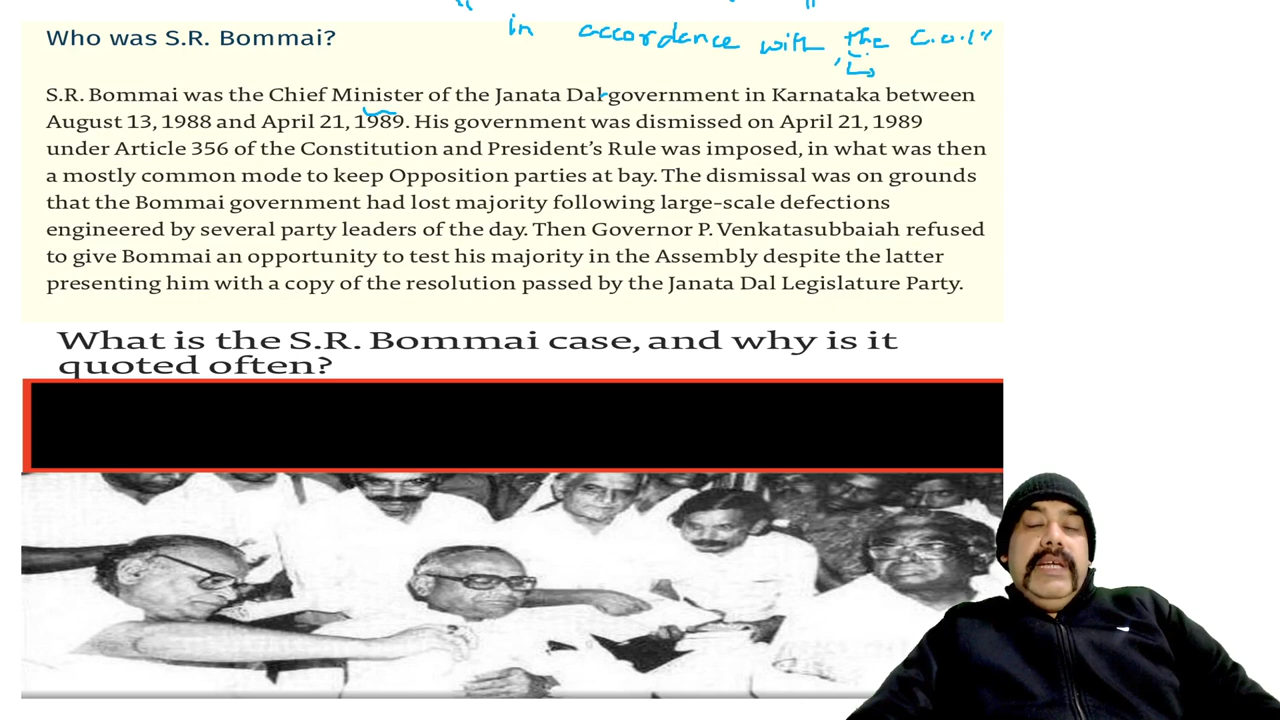 in accordance with the C.O.I
Who was S.R. Bommai?
S.R. Bommai was the Chief Minister of the Janata Dal government in Karnataka between
August 13, 1988 and April 21, 1989. His government was dismissed on April 21, 1989
under Article 356 of the Constitution and President's Rule was imposed, in what was then
a mostly common mode to keep Opposition parties at bay. The dismissal was on grounds
that the Bommai government had lost majority following large-scale defections
engineered by several party leaders of the day. Then Governor P. Venkatasubbaiah refused
to give Bommai an opportunity to test his majority in the Assembly despite the latter
presenting him with a copy of the resolution passed by the Janata Dal Legislature Party.
What is the S.R. Bommai case, and why is it
quoted often?